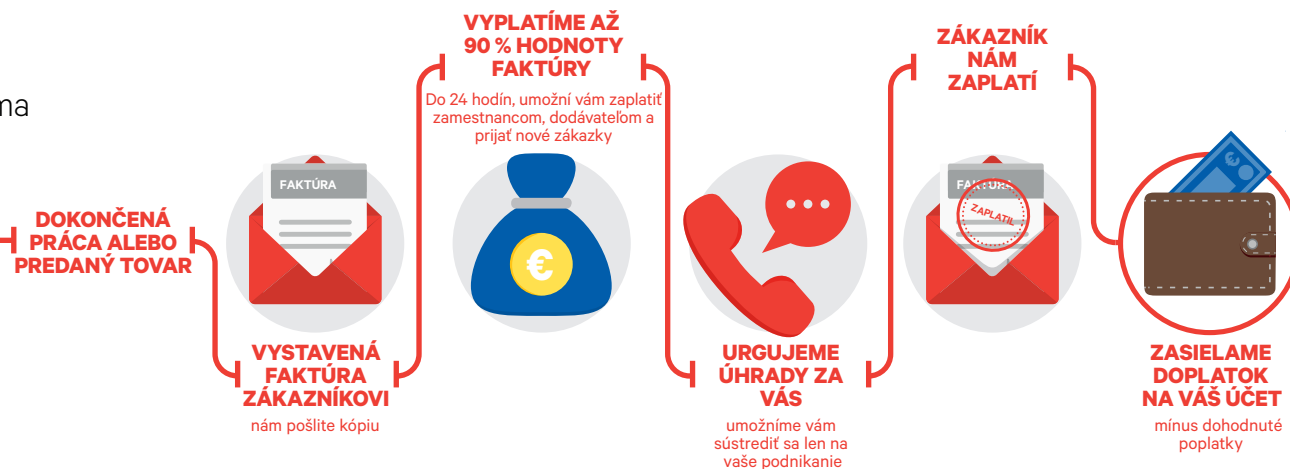 DOKONČENÁ
PRÁCA ALEBO
PREDANÝ TOVAR
FAKTÚRA
VYSTAVENÁ
FAKTÚRA
ZÁKAZNÍKOVI
nám pošlite kópiu
VYPLATÍME AŽ
90 % HODNOTY
FAKTÚRY
Do 24 hodín, umožní vám zaplatiť
zamestnancom, dodávateľom a
prijať nové zákazky
€
URGUJEME
ÚHRADY ZA
VÁS
umožníme vám
sústrediť sa len na
vaše podnikanie
ZÁKAZNÍK
NÁM
ZAPLATÍ
FAKTÚRA
ZAPLATIL
€
ZASIELAME
DOPLATOK
NA VÁŠ ÚČET
mínus dohodnuté
poplatky